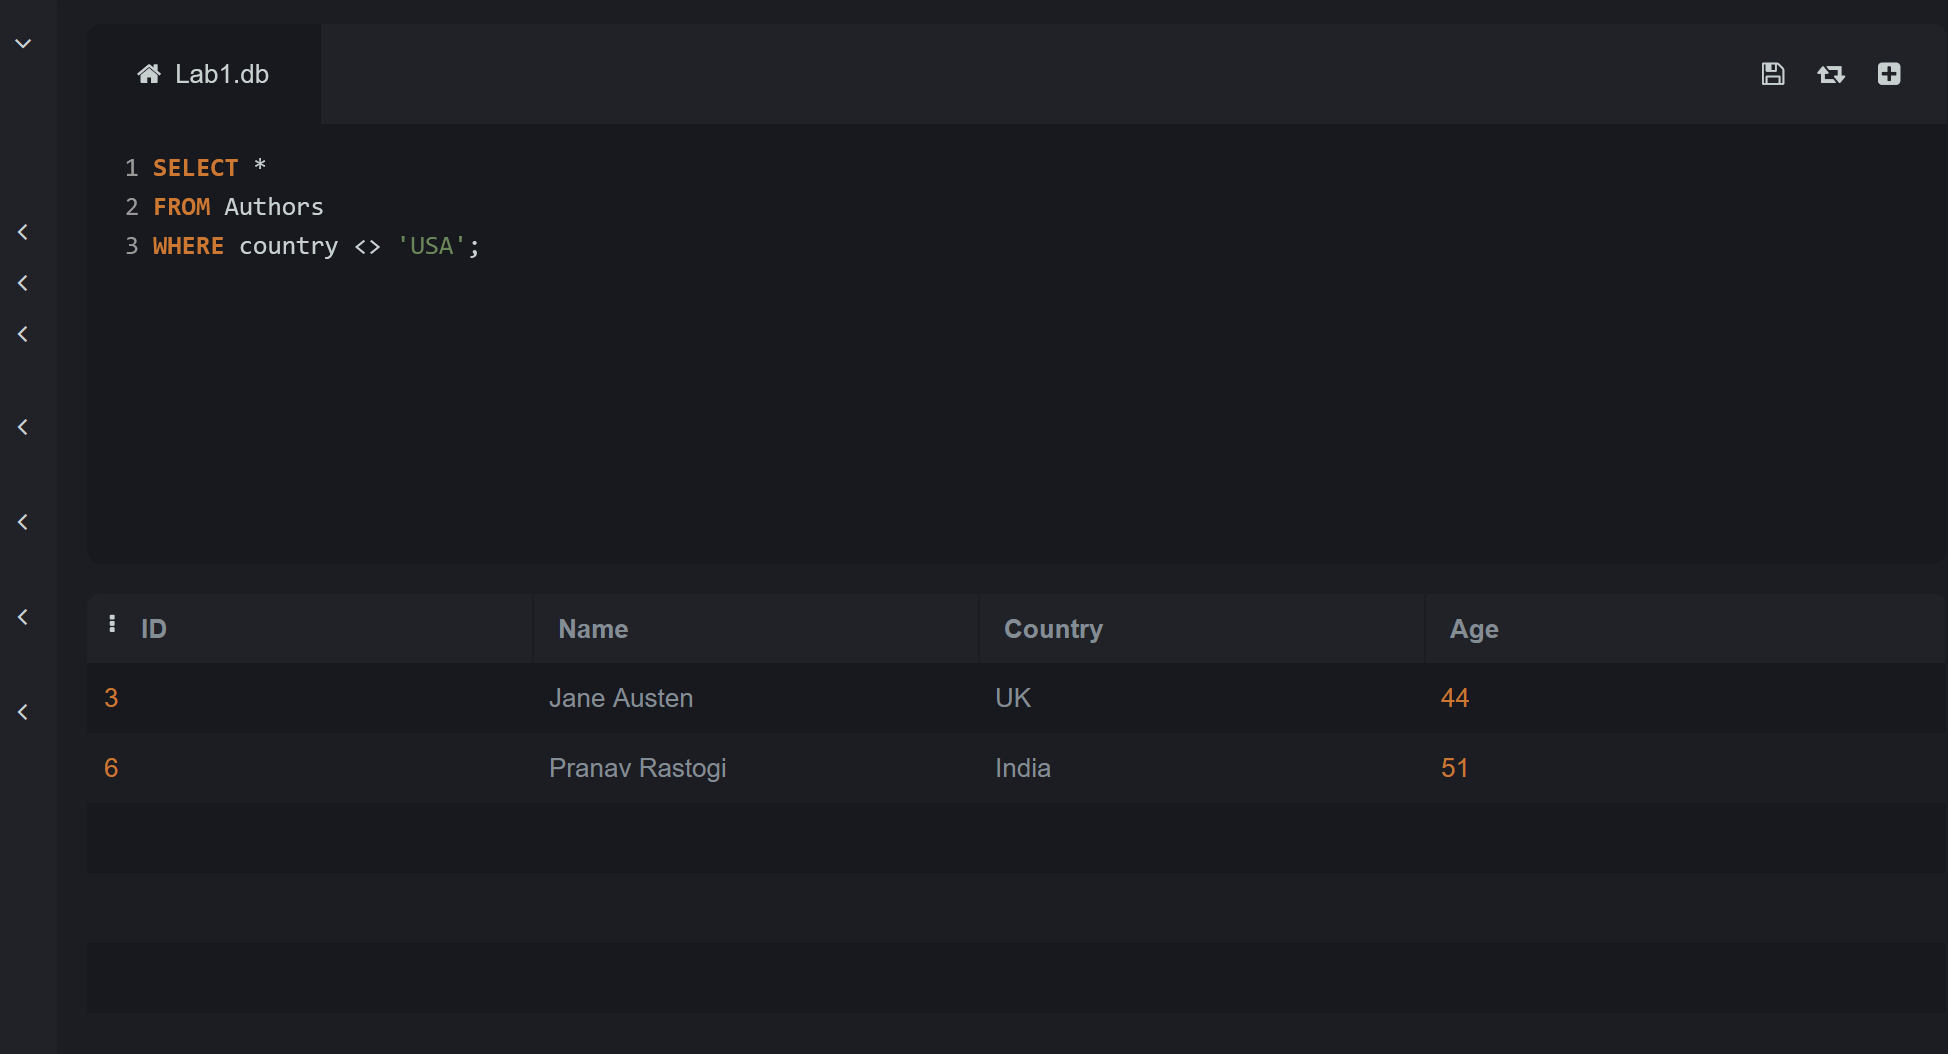 Lab1.db
1 SELECT *
2 FROM Authors
3 WHERE country <> 'USA';
ID Name Country Age
3 Jane Austen UK 44
6 Pranav Rastogi India 51